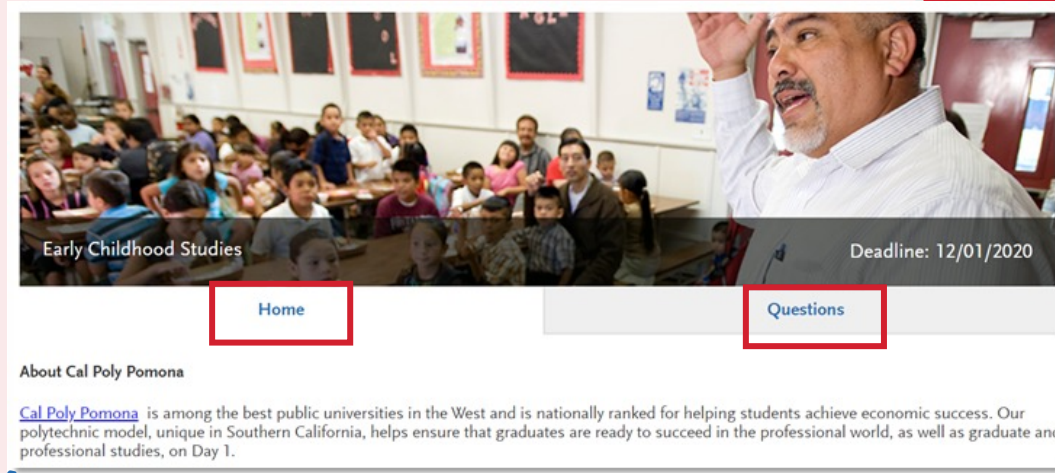 Early Childhood Studies
Deadline: 12/01/2020
Home
Questions
About Cal Poly Pomona
Cal Poly Pomona is among the best public universities in the West and is nationally ranked for helping students achieve economic success. Our
polytechnic model, unique in Southern California, helps ensure that graduates are ready to succeed in the professional world, as well as graduate and
professional studies, on Day 1.